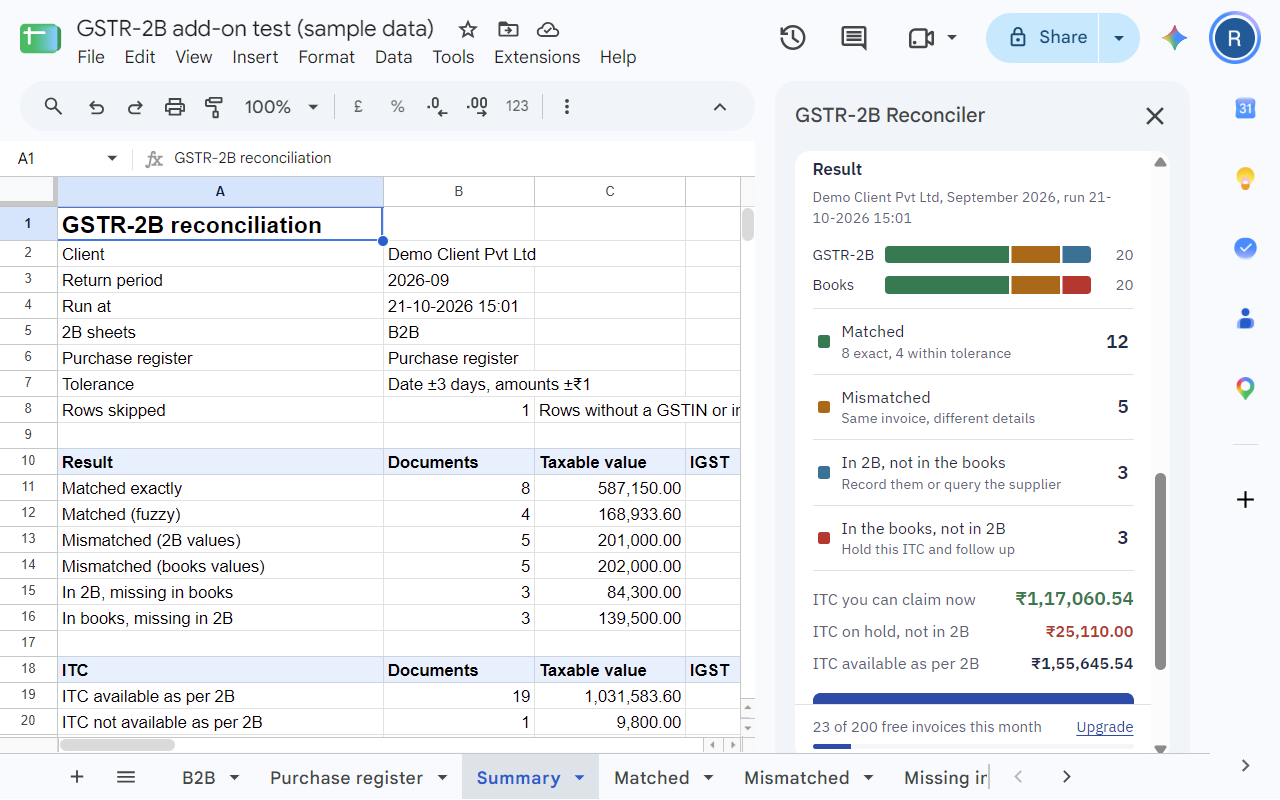 GSTR-2B add-on test (sample data)
File Edit View Insert Format Data Tools Extensions Help
Share
R
100% £ % .0 .00 123
A1 fx GSTR-2B reconciliation
A B C
1 GSTR-2B reconciliation
2 Client Demo Client Pvt Ltd
3 Return period 2026-09
4 Run at 21-10-2026 15:01
5 2B sheets B2B
6 Purchase register Purchase register
7 Tolerance Date ±3 days, amounts ±₹1
8 Rows skipped 1 Rows without a GSTIN or in
9
10 Result Documents Taxable value IGST
11 Matched exactly 8 587,150.00
12 Matched (fuzzy) 4 168,933.60
13 Mismatched (2B values) 5 201,000.00
14 Mismatched (books values) 5 202,000.00
15 In 2B, missing in books 3 84,300.00
16 In books, missing in 2B 3 139,500.00
17
18 ITC Documents Taxable value IGST
19 ITC available as per 2B 19 1,031,583.60
20 ITC not available as per 2B 1 9,800.00
B2B Purchase register Summary Matched Mismatched Missing in
GSTR-2B Reconciler
Result
Demo Client Pvt Ltd, September 2026, run 21-
10-2026 15:01
GSTR-2B 20
Books 20
Matched 12
8 exact, 4 within tolerance
Mismatched 5
Same invoice, different details
In 2B, not in the books 3
Record them or query the supplier
In the books, not in 2B 3
Hold this ITC and follow up
ITC you can claim now ₹1,17,060.54
ITC on hold, not in 2B ₹25,110.00
ITC available as per 2B ₹1,55,645.54
23 of 200 free invoices this month Upgrade
31